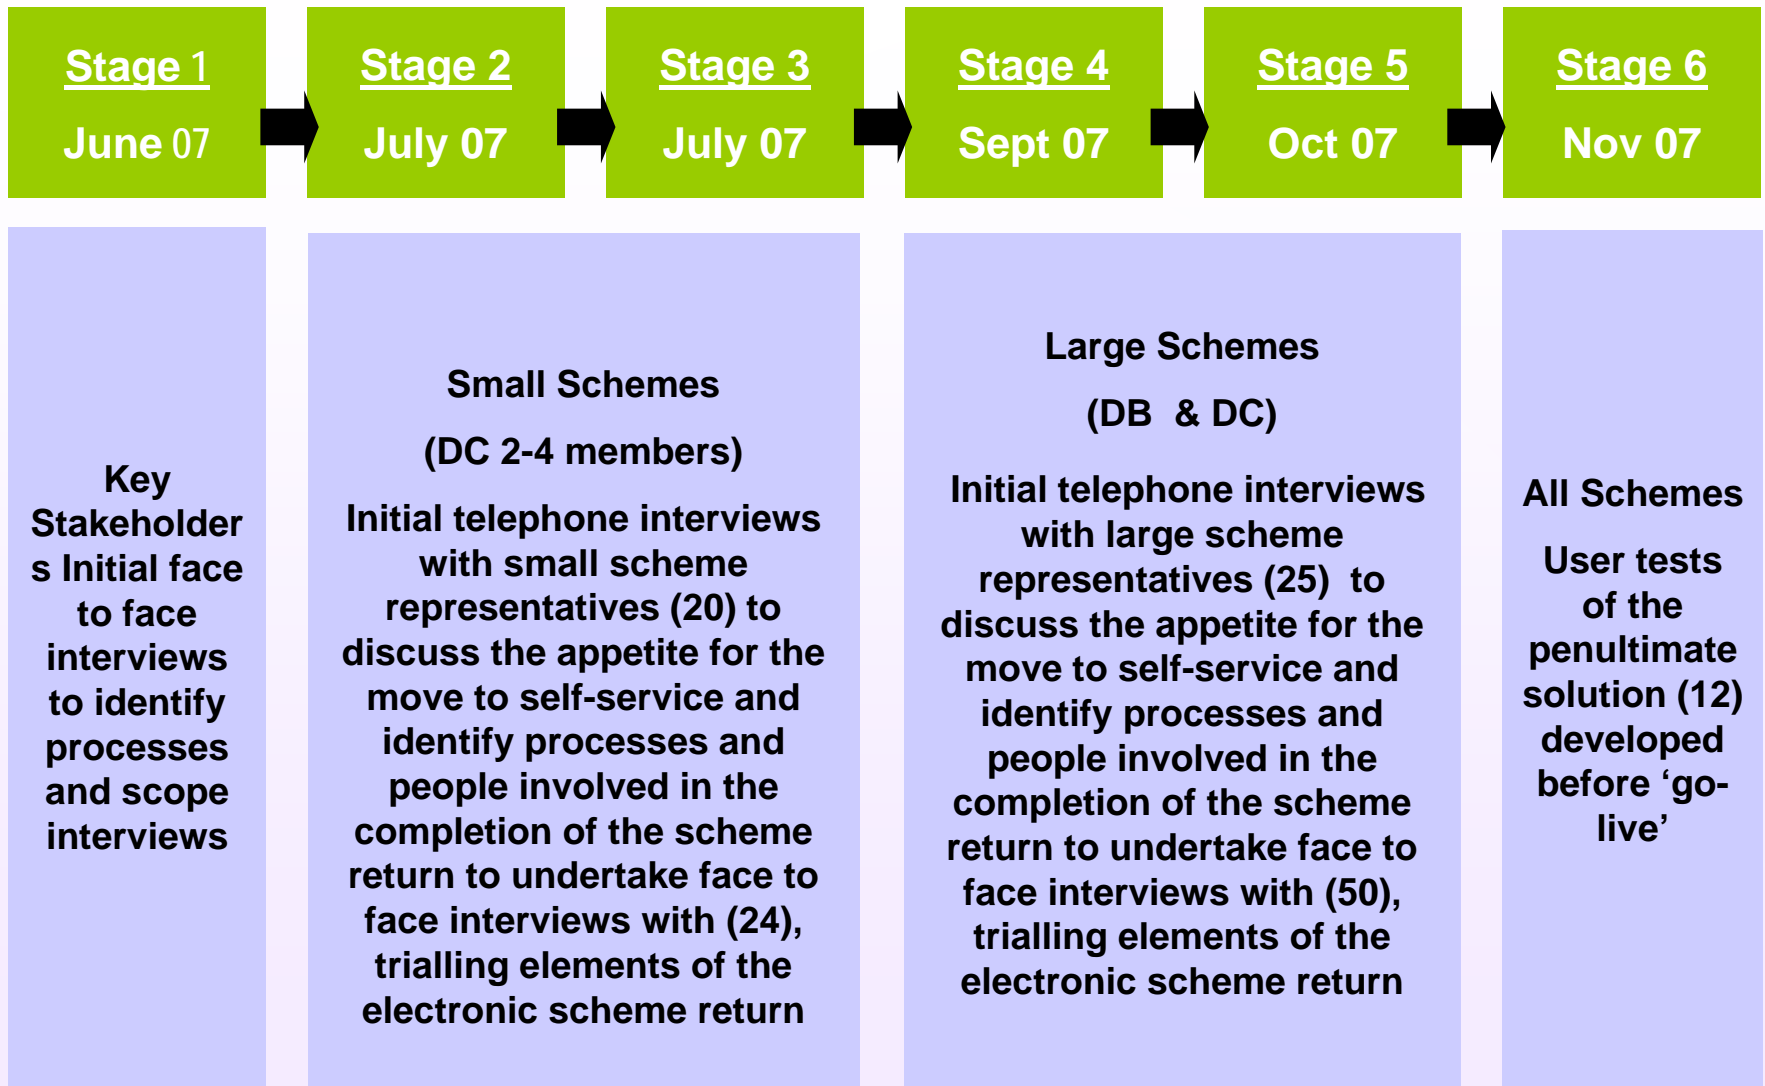 Stage 1
June 07
Stage 2
July 07
Stage 3
July 07
Stage 4
Sept 07
Stage 5
Oct 07
Stage 6
Nov 07
Key
Stakeholder
s Initial face
to face
interviews
to identify
processes
and scope
interviews
Small Schemes
(DC 2-4 members)
Initial telephone interviews
with small scheme
representatives (20) to
discuss the appetite for the
move to self-service and
identify processes and
people involved in the
completion of the scheme
return to undertake face to
face interviews with (24),
trialling elements of the
electronic scheme return
Large Schemes
(DB & DC)
Initial telephone interviews
with large scheme
representatives (25) to
discuss the appetite for the
move to self-service and
identify processes and
people involved in the
completion of the scheme
return to undertake face to
face interviews with (50),
trialling elements of the
electronic scheme return
All Schemes
User tests
of the
penultimate
solution (12)
developed
before ‘go-
live’